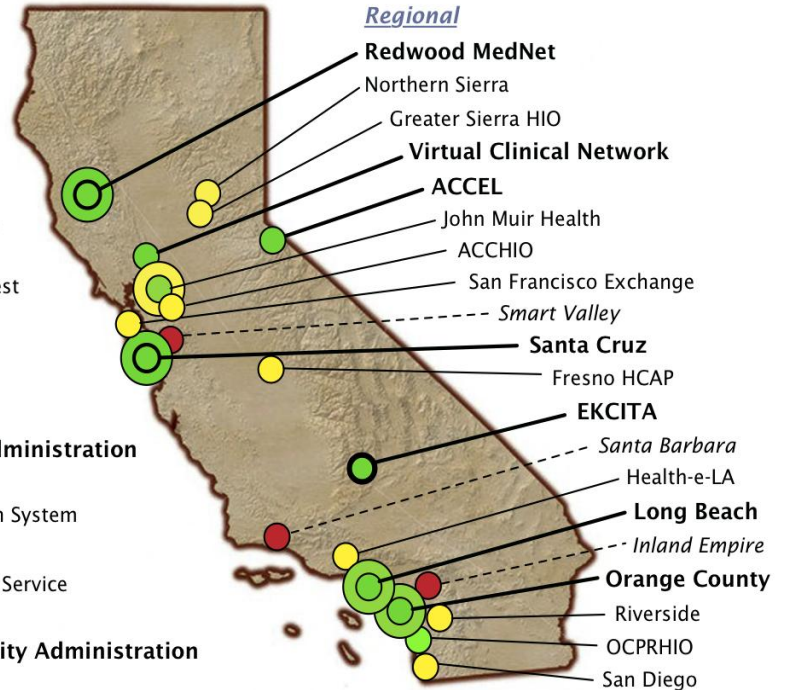 Regional
Redwood MedNet
Northern Sierra
Greater Sierra HIO
Virtual Clinical Network
ACCEL
John Muir Health
ACCHIO
San Francisco Exchange
est
Smart Valley
Santa Cruz
Fresno HCAP
EKCITA
dministration
Santa Barbara
Health-e-LA
Long Beach
n System
Inland Empire
Orange County
Service
Riverside
OCPRHIO
ity Administration
San Diego